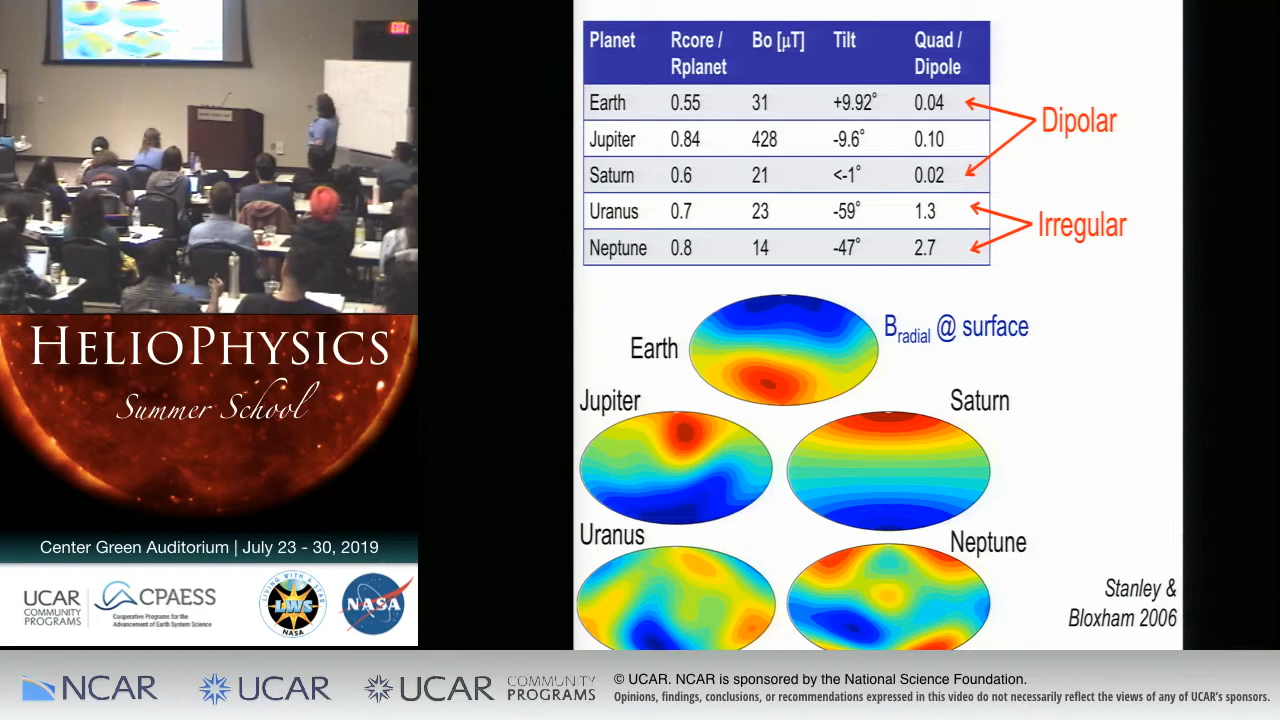 Planet Rcore / Rplanet Bo [μT] Tilt Quad / Dipole
Earth 0.55 31 +9.92° 0.04
Jupiter 0.84 428 -9.6° 0.10
Saturn 0.6 21 <-1° 0.02
Uranus 0.7 23 -59° 1.3
Neptune 0.8 14 -47° 2.7
Dipolar
Irregular
Bradial @ surface
Earth
Jupiter
Saturn
Uranus
Neptune
Stanley &
Bloxham 2006
HELIOPHYSICS
Summer School
Center Green Auditorium | July 23 - 30, 2019
UCAR
COMMUNITY
PROGRAMS
CPAESS
Cooperative Programs for the
Advancement of Earth System Science
LIVING WITH A STAR
LWS
NASA
NASA
NCAR
UCAR
UCAR
COMMUNITY
PROGRAMS
© UCAR. NCAR is sponsored by the National Science Foundation.
Opinions, findings, conclusions, or recommendations expressed in this video do not necessarily reflect the views of any of UCAR's sponsors.